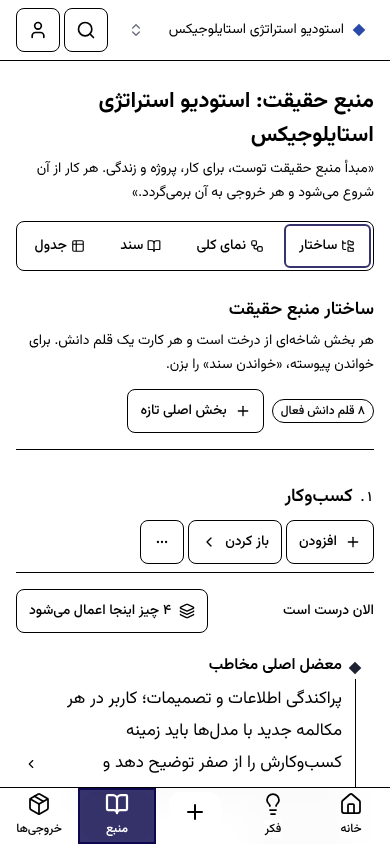 استودیو استراتژی استایلوجیکس
منبع حقیقت: استودیو استراتژی
استایلوجیکس
«مبدأ منبع حقیقت توست، برای کار، پروژه و زندگی. هر کار از آن
شروع می‌شود و هر خروجی به آن برمی‌گردد.»
ساختار
نمای کلی
سند
جدول
ساختار منبع حقیقت
هر بخش شاخه‌ای از درخت است و هر کارت یک قلم دانش. برای
خواندن پیوسته، «خواندن سند» را بزن.
۸ قلم دانش فعال
بخش اصلی تازه
۱. کسب‌وکار
افزودن
باز کردن
الان درست است
۴ چیز اینجا اعمال می‌شود
معضل اصلی مخاطب
پراکندگی اطلاعات و تصمیمات؛ کاربر در هر
مکالمه جدید با مدل‌ها باید زمینه
کسب‌وکارش را از صفر توضیح دهد و
خانه
فکر
منبع
خروجی‌ها